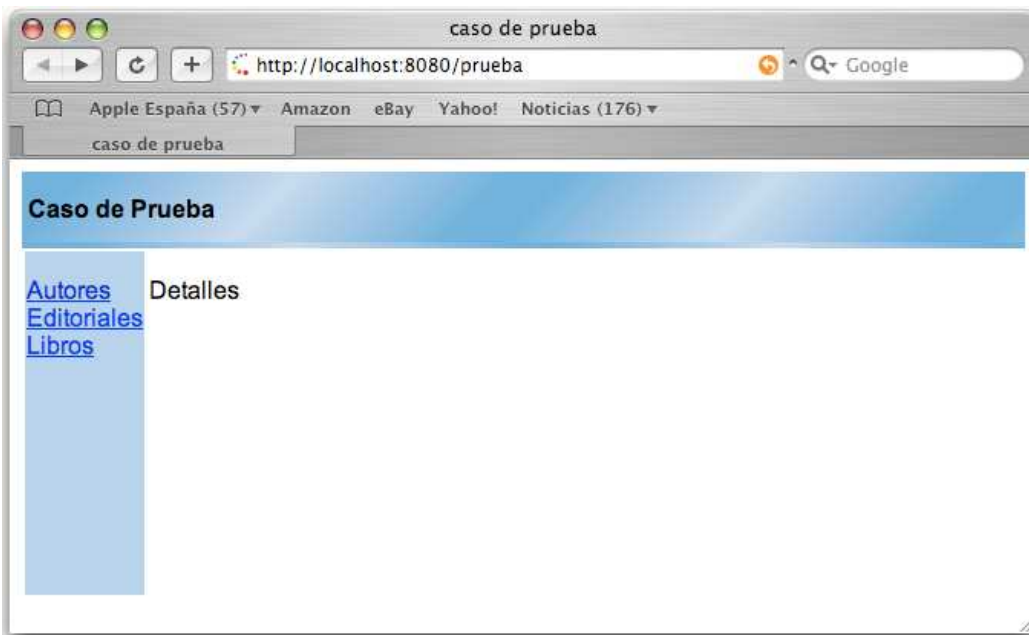 caso de prueba
http://localhost:8080/prueba
Google
Apple España (57) Amazon eBay Yahoo! Noticias (176)
caso de prueba
Caso de Prueba
Autores
Detalles
Editoriales
Libros